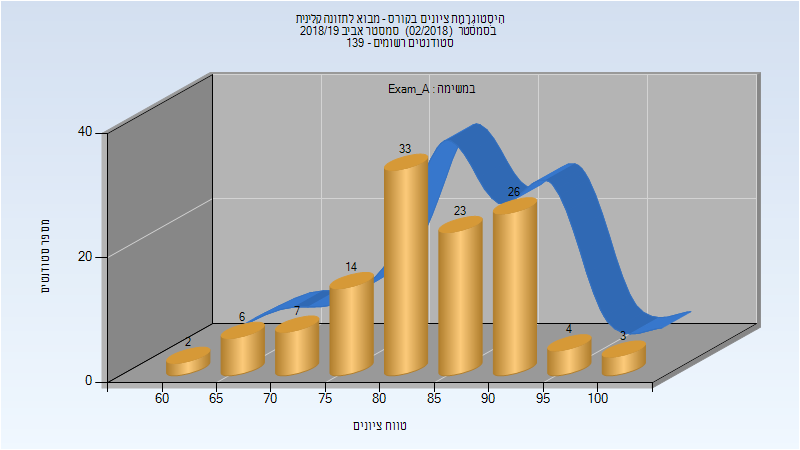 היסטוגרמת ציונים בקורס - מבוא לתזונה קלינית
בסמסטר (02/2018) סמסטר אביב 2018/19
סטודנטים רשומים - 139
במשימה : Exam_A
40
20
0
מספר סטודנטים
2
6
7
14
33
23
26
4
3
60 65 70 75 80 85 90 95 100
טווח ציונים